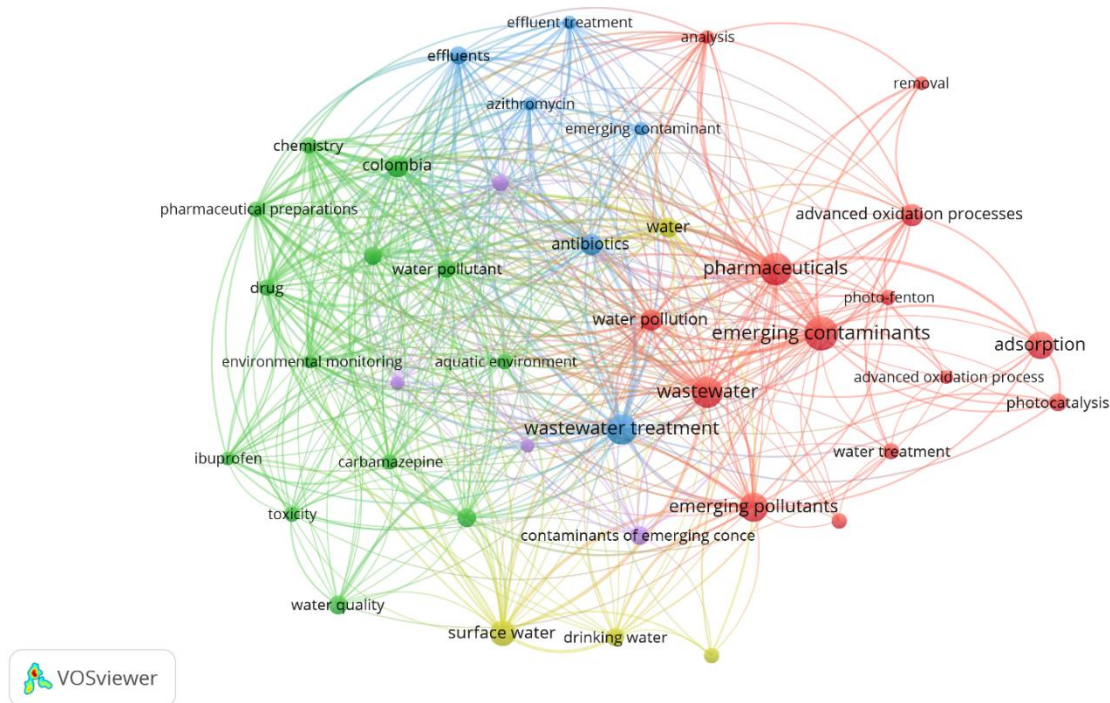 effluent treatment
analysis
effluents
removal
azithromycin
emerging contaminant
chemistry
colombia
pharmaceutical preparations
advanced oxidation processes
water
antibiotics
water pollutant
pharmaceuticals
drug
photo-fenton
water pollution
emerging contaminants
adsorption
environmental monitoring
aquatic environment
advanced oxidation process
wastewater
photocatalysis
wastewater treatment
ibuprofen
carbamazepine
water treatment
toxicity
emerging pollutants
contaminants of emerging conce
water quality
surface water
drinking water
VOSviewer